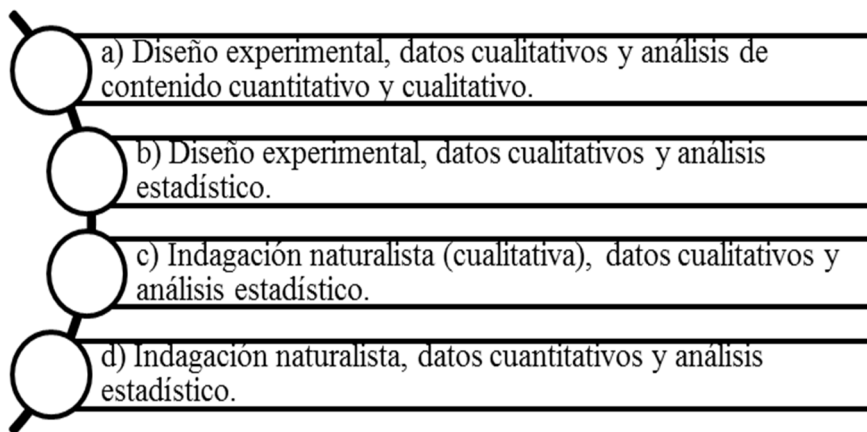 a) Diseño experimental, datos cualitativos y análisis de
contenido cuantitativo y cualitativo.
b) Diseño experimental, datos cualitativos y análisis
estadístico.
c) Indagación naturalista (cualitativa), datos cualitativos y
análisis estadístico.
d) Indagación naturalista, datos cuantitativos y análisis
estadístico.